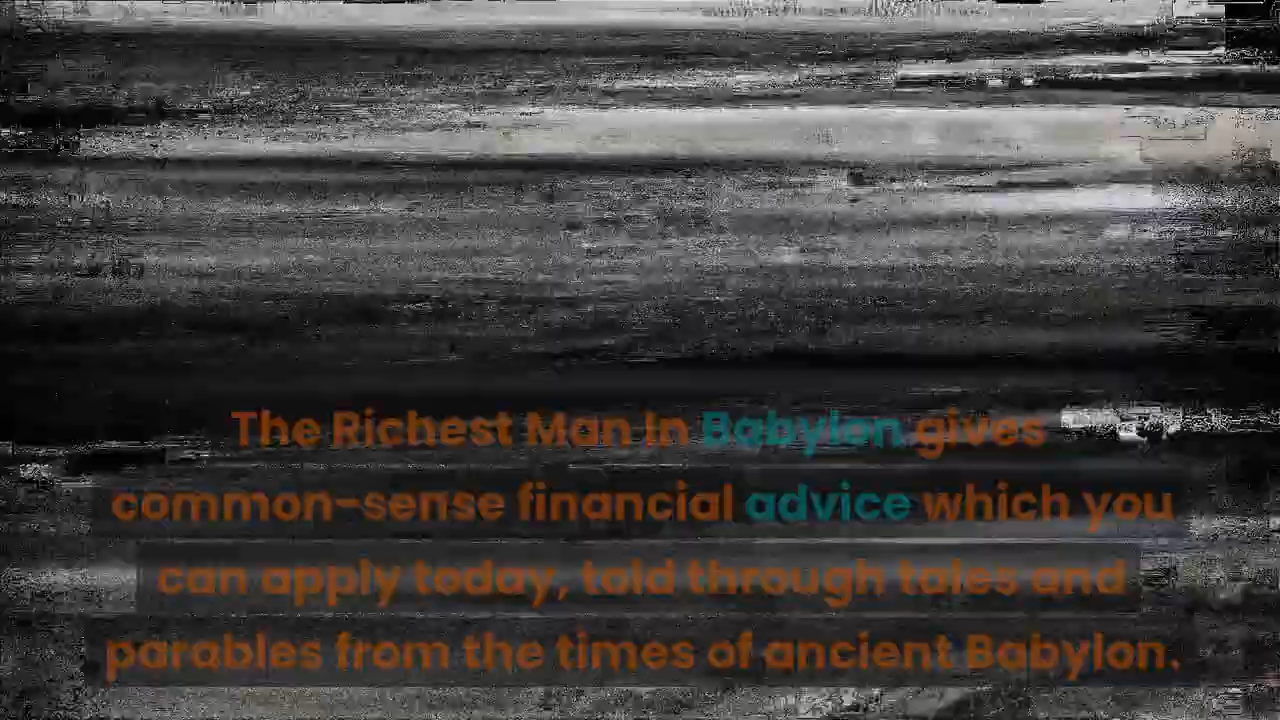 The Richest Man In Babylon gives
common-sense financial advice which you
can apply today, told through tales and
parables from the times of ancient Babylon.